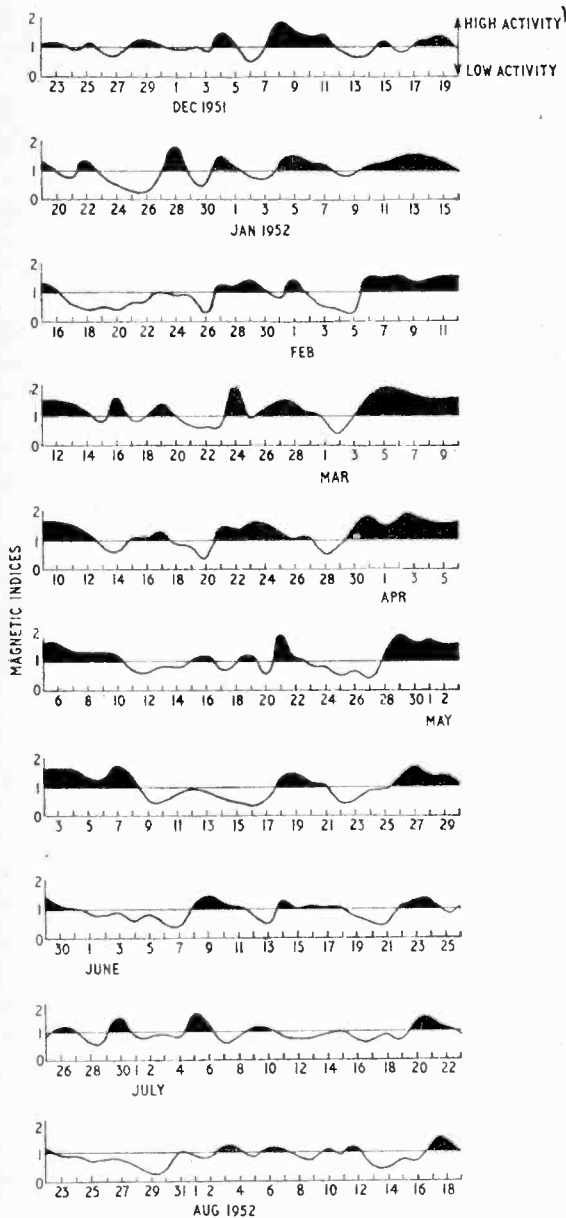 2 HIGH ACTIVITY
1
0 LOW ACTIVITY
23 25 27 29 1 3 5 7 9 11 13 15 17 19
DEC 1951
2
1
0
20 22 24 26 28 30 1 3 5 7 9 11 13 15
JAN 1952
2
1
0
16 18 20 22 24 26 28 30 1 3 5 7 9 11
FEB
2
1
0
12 14 16 18 20 22 24 26 28 1 3 5 7 9
MAR
2
1
0
10 12 14 16 18 20 22 24 26 28 30 1 3 5
APR
MAGNETIC INDICES
2
1
0
6 8 10 12 14 16 18 20 22 24 26 28 30 1 2
MAY
2
1
0
3 5 7 9 11 13 15 17 19 21 23 25 27 29
2
1
0
30 1 3 5 7 9 11 13 15 17 19 21 23 25
JUNE
2
1
0
26 28 30 1 2 4 6 8 10 12 14 16 18 20 22
JULY
2
1
0
23 25 27 29 31 1 2 4 6 8 10 12 14 16 18
AUG 1952